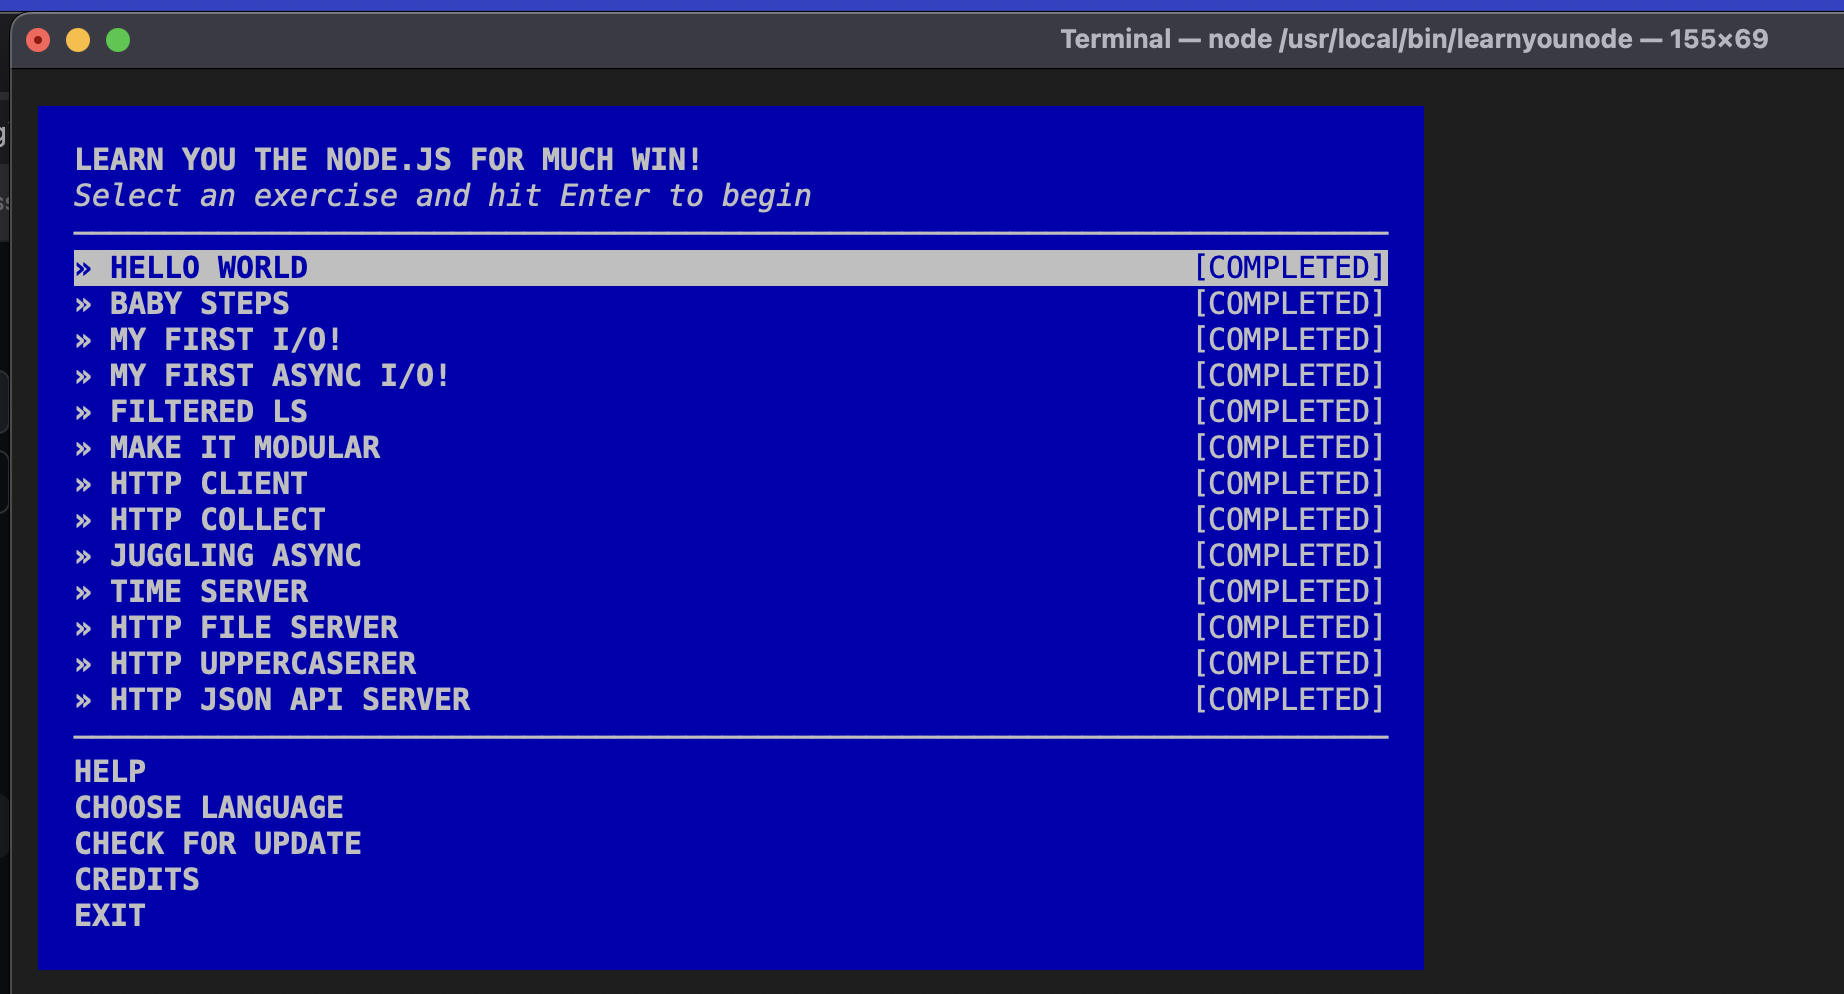 Terminal — node /usr/local/bin/learnyounode — 155×69
LEARN YOU THE NODE.JS FOR MUCH WIN!
Select an exercise and hit Enter to begin
» HELLO WORLD [COMPLETED]
» BABY STEPS [COMPLETED]
» MY FIRST I/O! [COMPLETED]
» MY FIRST ASYNC I/O! [COMPLETED]
» FILTERED LS [COMPLETED]
» MAKE IT MODULAR [COMPLETED]
» HTTP CLIENT [COMPLETED]
» HTTP COLLECT [COMPLETED]
» JUGGLING ASYNC [COMPLETED]
» TIME SERVER [COMPLETED]
» HTTP FILE SERVER [COMPLETED]
» HTTP UPPERCASERER [COMPLETED]
» HTTP JSON API SERVER [COMPLETED]
HELP
CHOOSE LANGUAGE
CHECK FOR UPDATE
CREDITS
EXIT